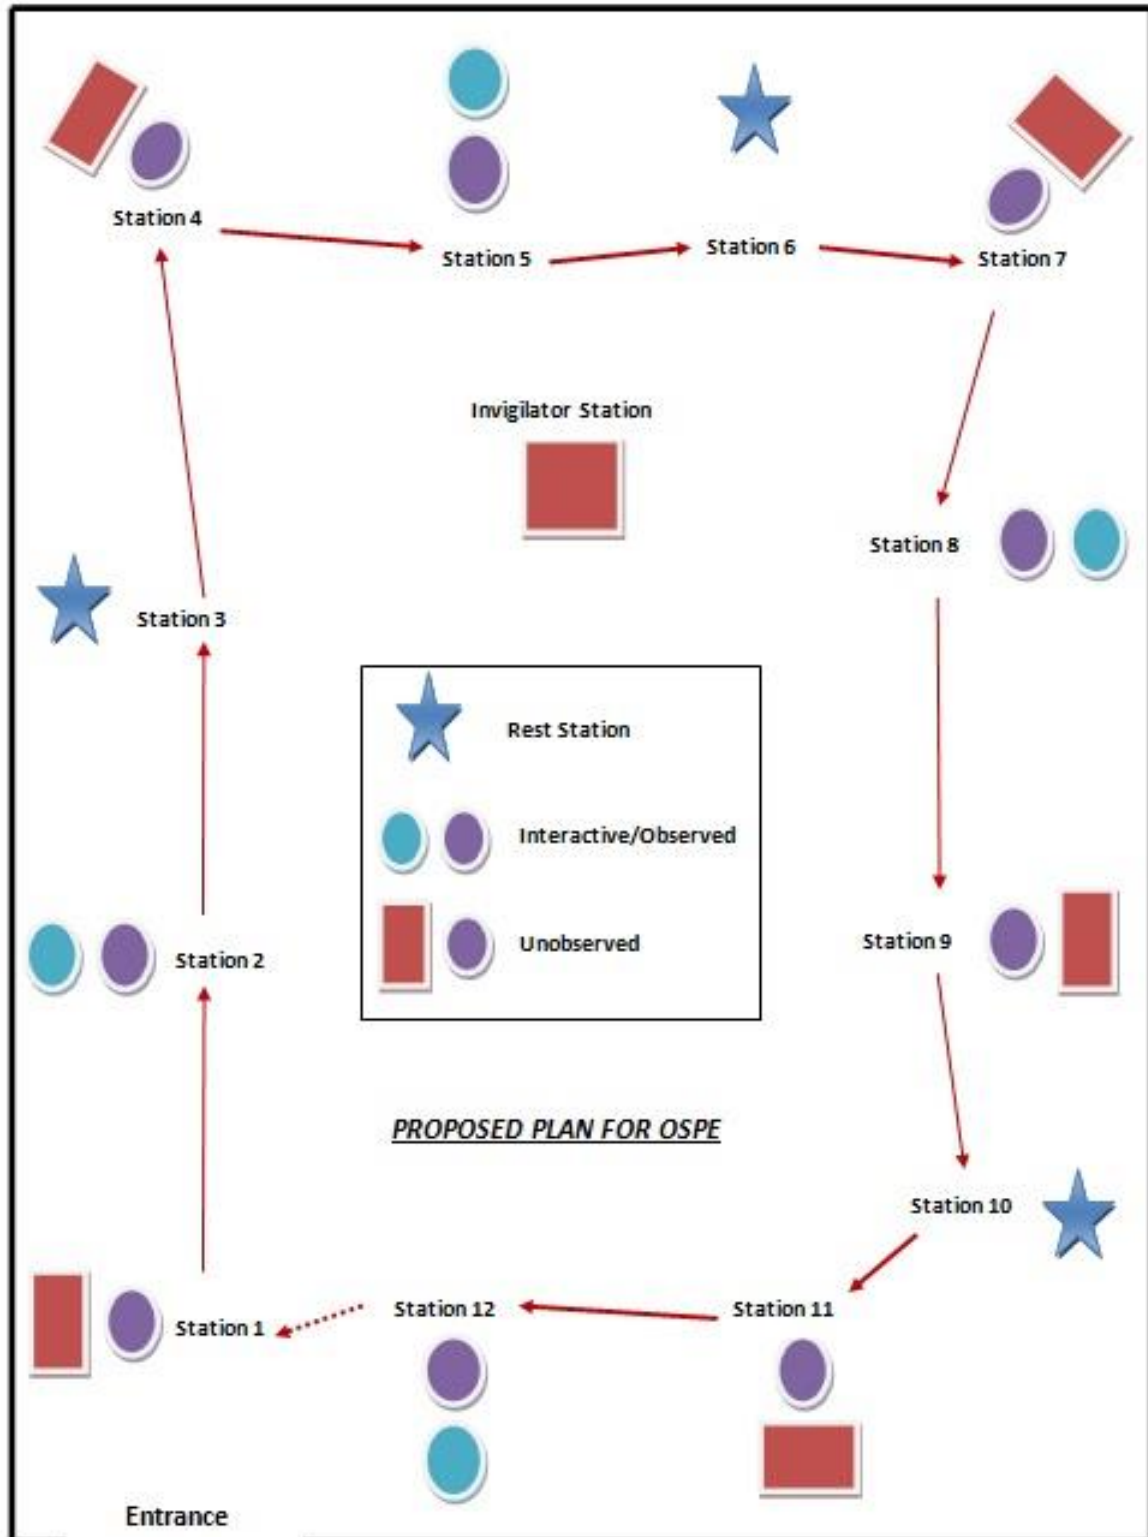 Station 4
Station 5
Station 6
Station 7
Invigilator Station
Station 8
Station 3
Rest Station
Interactive/Observed
Unobserved
Station 2
Station 9
PROPOSED PLAN FOR OSPE
Station 10
Station 12
Station 11
Station 1
Entrance